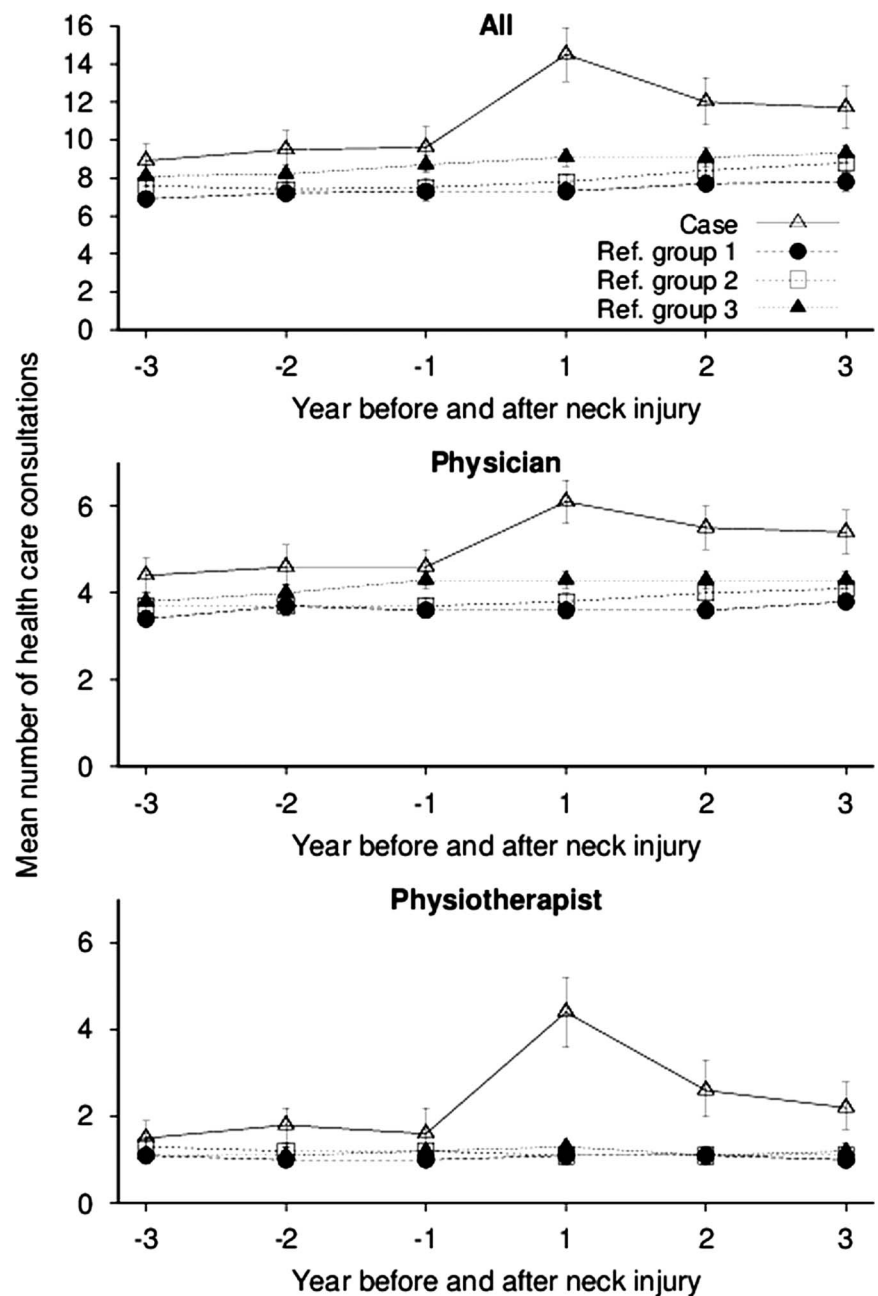 All
16
14
12
10
8
6
4
2
0
Case
Ref. group 1
Ref. group 2
Ref. group 3
-3 -2 -1 1 2 3
Year before and after neck injury
Mean number of health care consultations
Physician
6
4
2
0
-3 -2 -1 1 2 3
Year before and after neck injury
Physiotherapist
6
4
2
0
-3 -2 -1 1 2 3
Year before and after neck injury